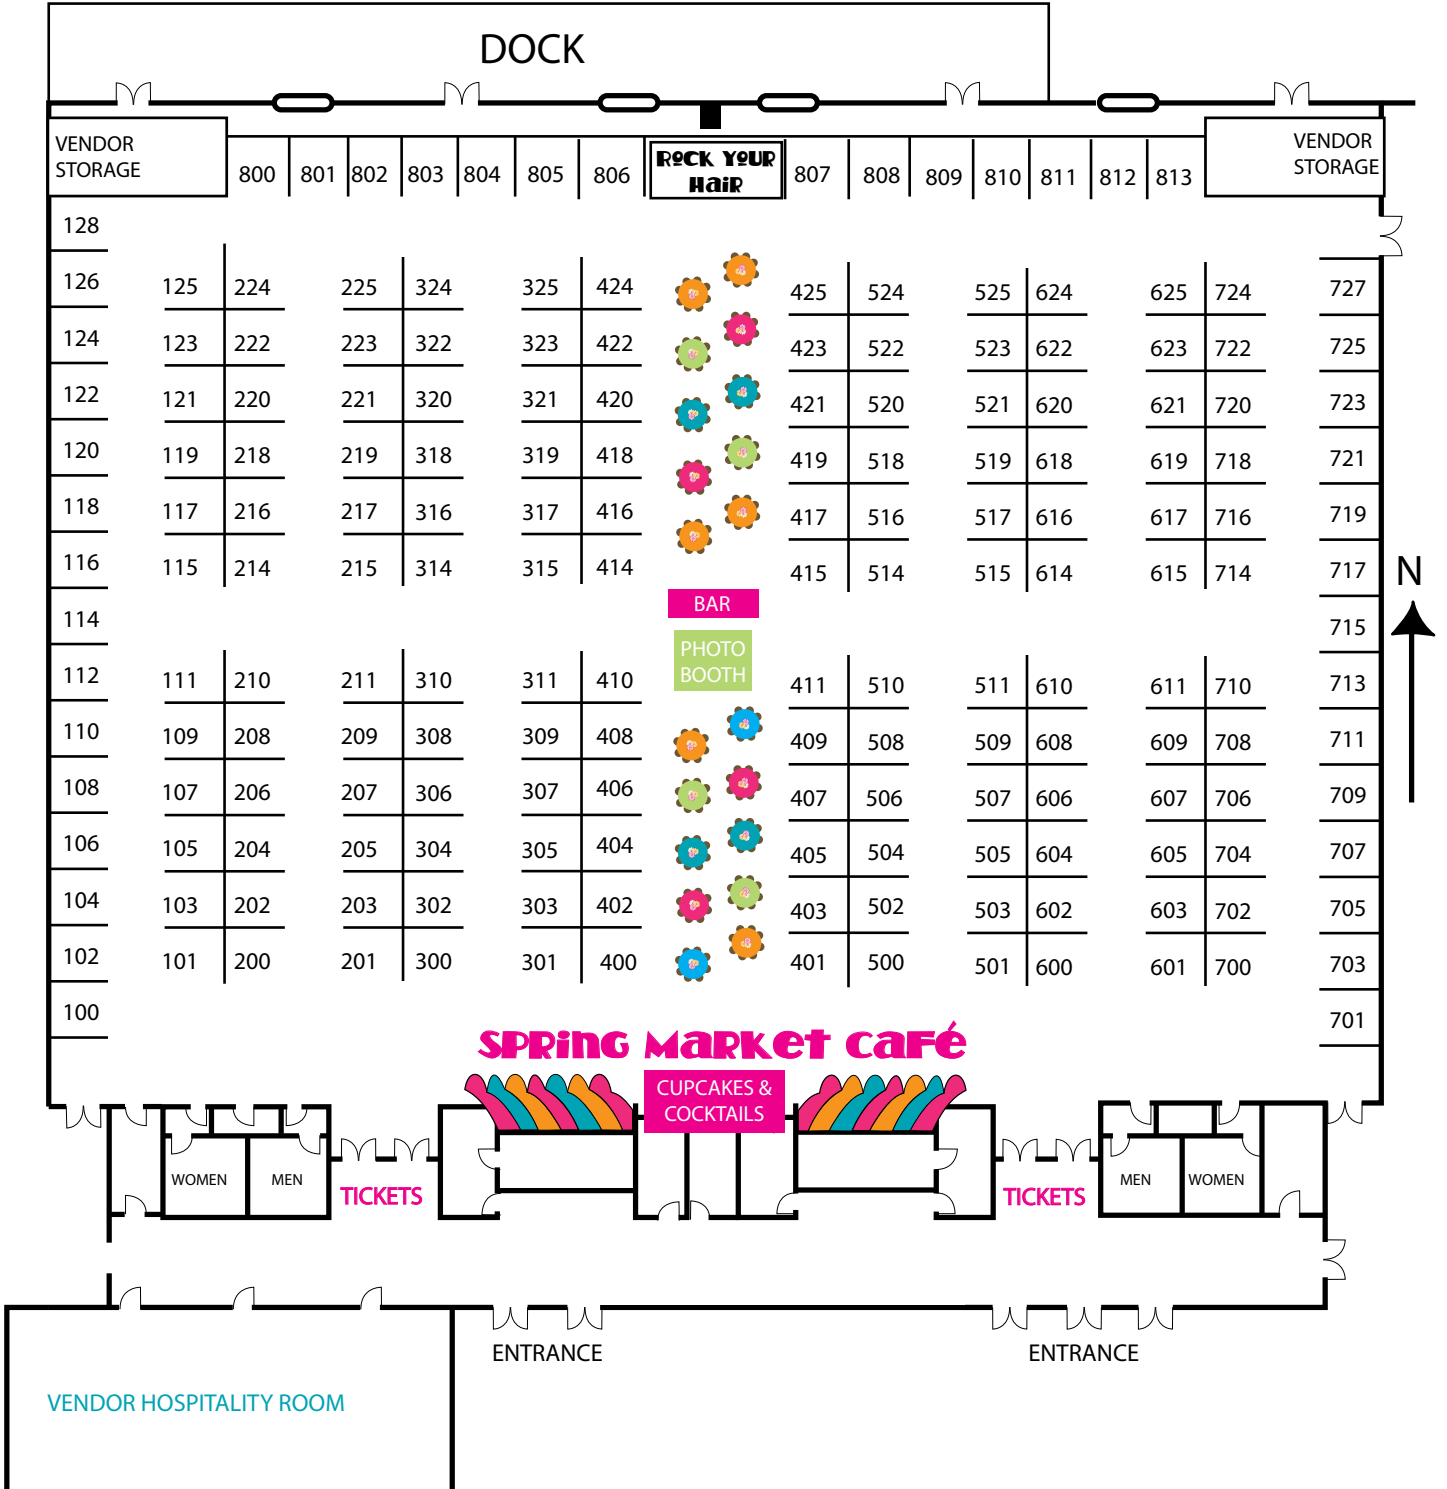 DOCK
VENDOR
STORAGE
800 801 802 803 804 805 806
ROCK YOUR
HAIR
807 808 809 810 811 812 813
VENDOR
STORAGE
128
126 125 224 225 324 325 424 425 524 525 624 625 724 727
124 123 222 223 322 323 422 423 522 523 622 623 722 725
122 121 220 221 320 321 420 421 520 521 620 621 720 723
120 119 218 219 318 319 418 419 518 519 618 619 718 721
118 117 216 217 316 317 416 417 516 517 616 617 716 719
116 115 214 215 314 315 414 415 514 515 614 615 714 717
N
BAR
114 715
PHOTO
BOOTH
112 111 210 211 310 311 410 411 510 511 610 611 710 713
110 109 208 209 308 309 408 409 508 509 608 609 708 711
108 107 206 207 306 307 406 407 506 507 606 607 706 709
106 105 204 205 304 305 404 405 504 505 604 605 704 707
104 103 202 203 302 303 402 403 502 503 602 603 702 705
102 101 200 201 300 301 400 401 500 501 600 601 700 703
100 701
SPRING MARKET CAFÉ
CUPCAKES &
COCKTAILS
WOMEN MEN
TICKETS
TICKETS
MEN WOMEN
ENTRANCE ENTRANCE
VENDOR HOSPITALITY ROOM